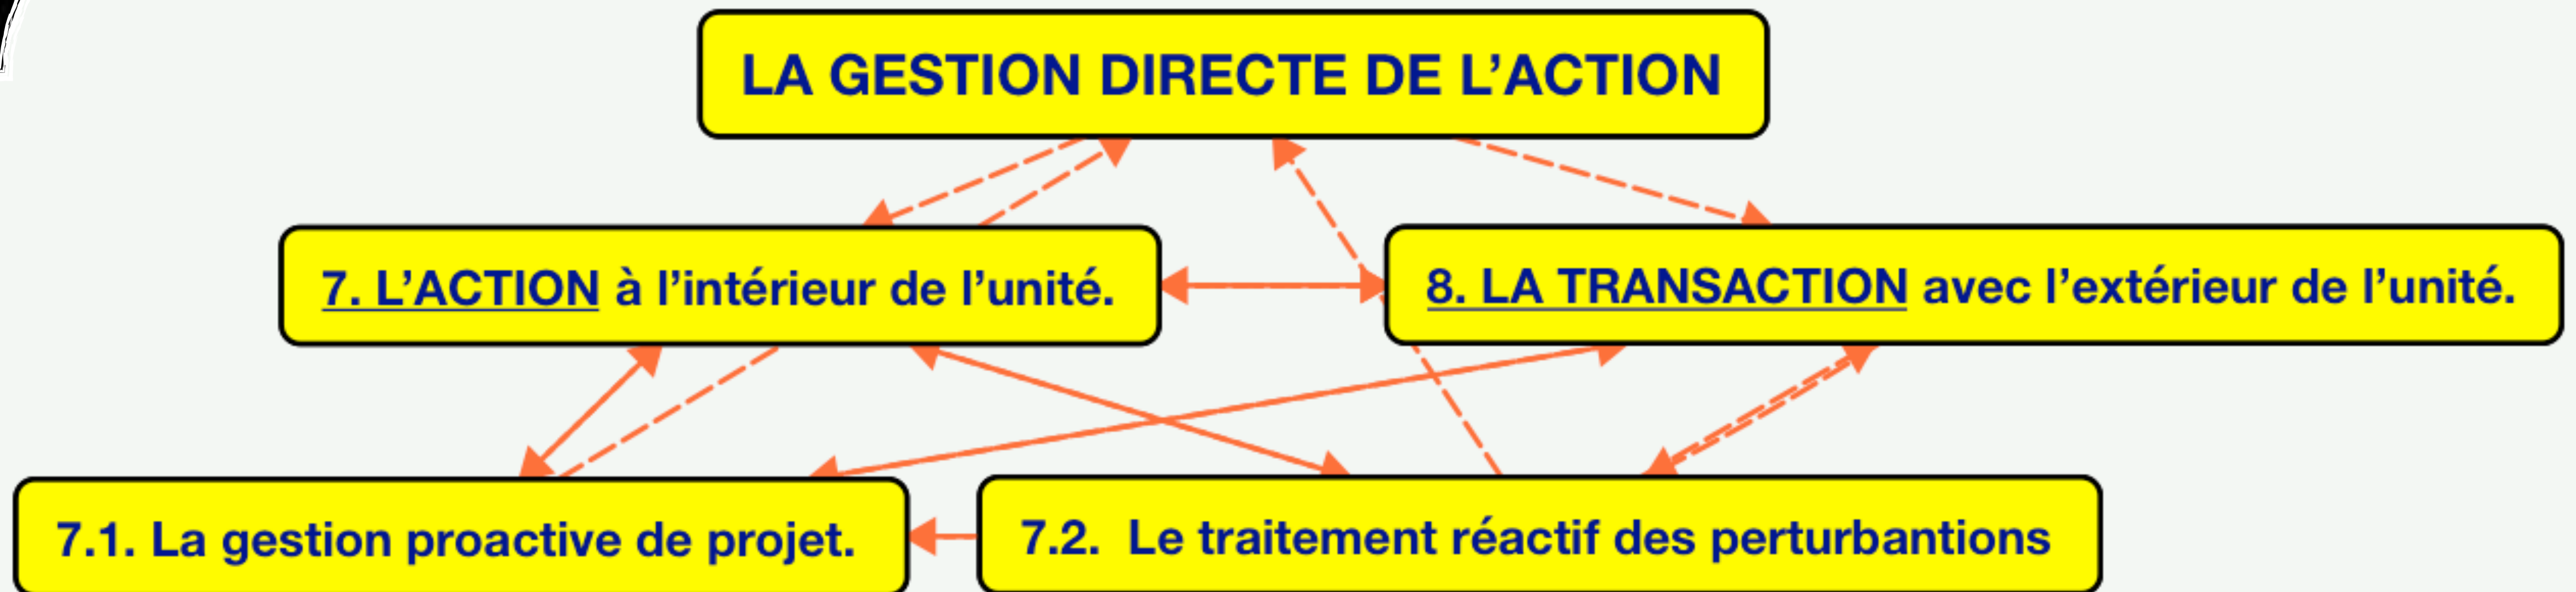 LA GESTION DIRECTE DE L’ACTION
7. L’ACTION à l’intérieur de l’unité.
8. LA TRANSACTION avec l’extérieur de l’unité.
7.1. La gestion proactive de projet.
7.2. Le traitement réactif des perturbantions